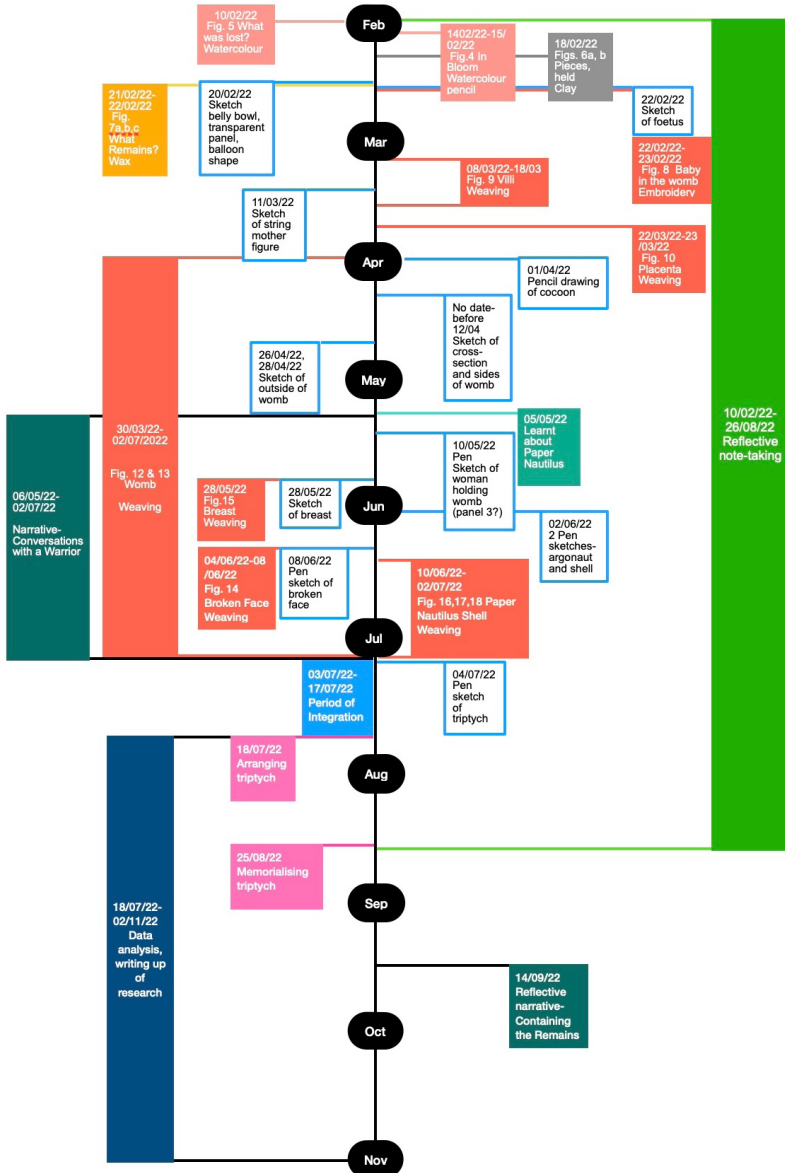 Feb
10/02/22
Fig. 5 What
was lost?
Watercolour
1402/22-15/
02/22
Fig.4 In
Bloom
Watercolour
pencil
18/02/22
Figs. 6a, b
Pieces,
held
Clay
21/02/22-
22/02/22
Fig.
7a,b,c
What
Remains?
Wax
20/02/22
Sketch
belly bowl,
transparent
panel,
balloon
shape
22/02/22
Sketch
of foetus
Mar
22/02/22-
23/02/22
Fig. 8 Baby
in the womb
Embroidery
08/03/22-18/03
Fig. 9 Villi
Weaving
11/03/22
Sketch
of string
mother
figure
22/03/22-23
/03/22
Fig. 10
Placenta
Weaving
Apr
01/04/22
Pencil drawing
of cocoon
No date-
before
12/04
Sketch of
cross-
section
and sides
of womb
26/04/22,
28/04/22
Sketch of
outside of
womb
May
30/03/22-
02/07/2022
Fig. 12 & 13
Womb
Weaving
05/05/22
Learnt
about
Paper
Nautilus
10/02/22-
26/08/22
Reflective
note-taking
06/05/22-
02/07/22
Narrative-
Conversations
with a Warrior
10/05/22
Pen
Sketch of
woman
holding
womb
(panel 3?)
28/05/22
Fig.15
Breast
Weaving
28/05/22
Sketch
of breast
Jun
02/06/22
2 Pen
sketches-
argonaut
and shell
04/06/22-08
/06/22
Fig. 14
Broken Face
Weaving
08/06/22
Pen
sketch of
broken
face
10/06/22-
02/07/22
Fig. 16,17,18 Paper
Nautilus Shell
Weaving
Jul
03/07/22-
17/07/22
Period of
Integration
04/07/22
Pen
sketch
of
triptych
18/07/22
Arranging
triptych
Aug
25/08/22
Memorialising
triptych
Sep
18/07/22-
02/11/22
Data
analysis,
writing up
of
research
14/09/22
Reflective
narrative-
Containing
the Remains
Oct
Nov